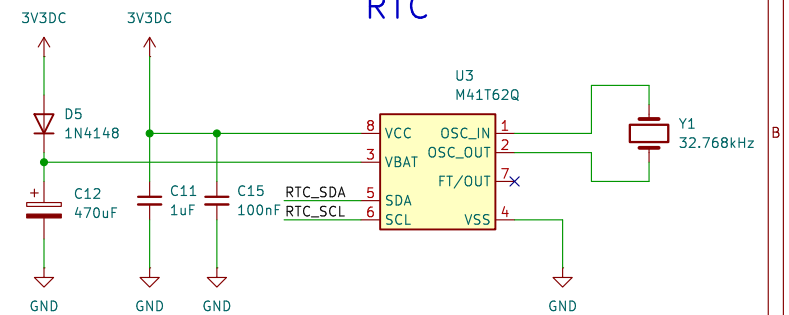 RTC
3V3DC
3V3DC
U3
M41T62Q
D5
1N4148
8
VCC
OSC_IN
1
Y1
32.768kHz
B
3
VBAT
OSC_OUT
2
FT/OUT
7
+
C12
470uF
C11
1uF
C15
100nF
RTC_SDA
5
SDA
RTC_SCL
6
SCL
VSS
4
GND
GND
GND
GND